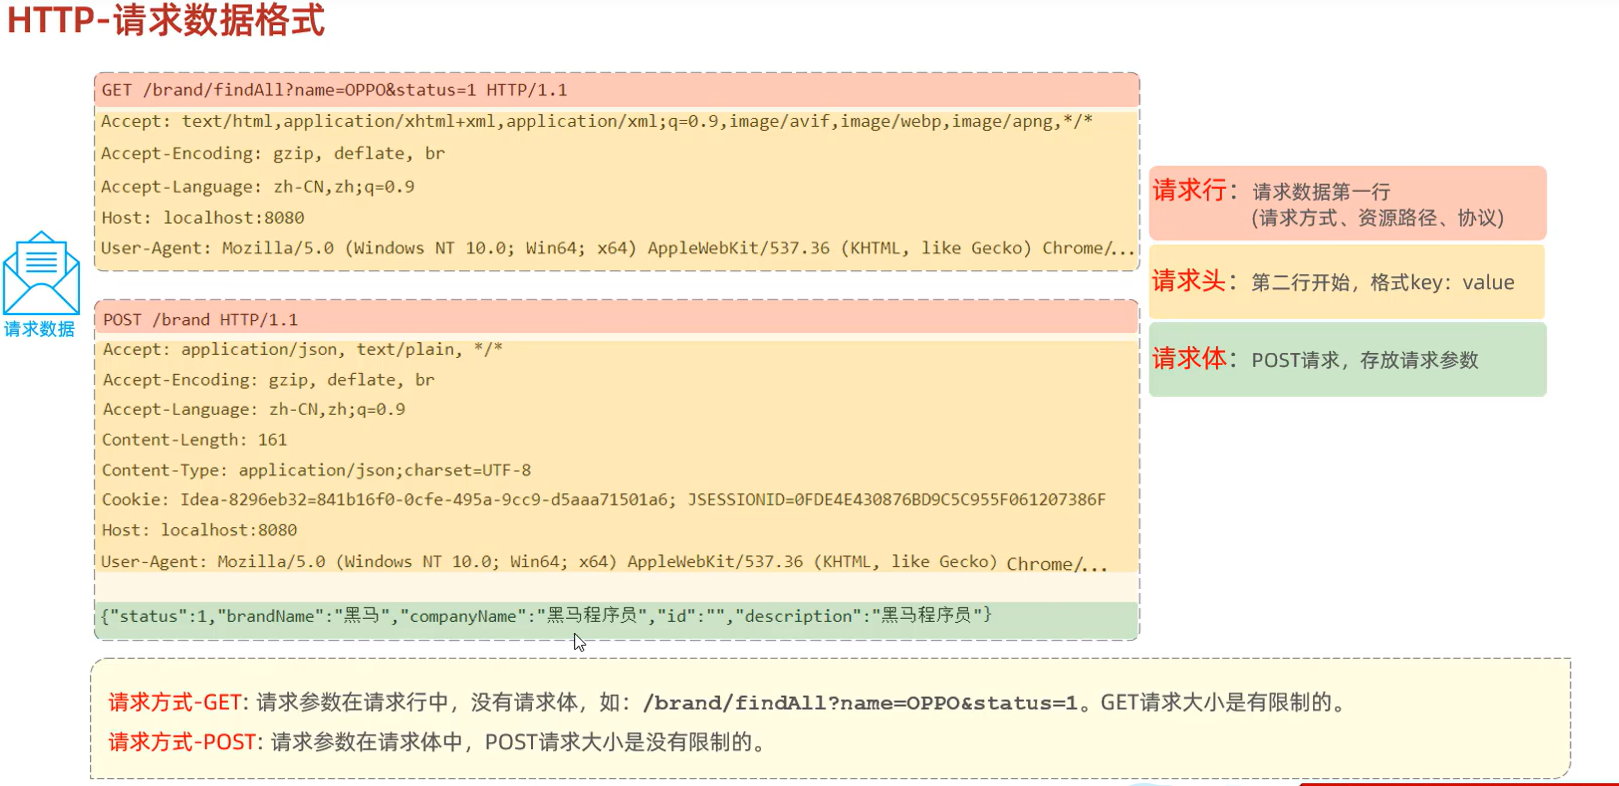 HTTP-请求数据格式
GET /brand/findAll?name=OPPO&status=1 HTTP/1.1
Accept: text/html,application/xhtml+xml,application/xml;q=0.9,image/avif,image/webp,image/apng,*/*
Accept-Encoding: gzip, deflate, br
Accept-Language: zh-CN,zh;q=0.9
Host: localhost:8080
User-Agent: Mozilla/5.0 (Windows NT 10.0; Win64; x64) AppleWebKit/537.36 (KHTML, like Gecko) Chrome/...
请求数据
POST /brand HTTP/1.1
Accept: application/json, text/plain, */*
Accept-Encoding: gzip, deflate, br
Accept-Language: zh-CN,zh;q=0.9
Content-Length: 161
Content-Type: application/json;charset=UTF-8
Cookie: Idea-8296eb32=841b16f0-0cfe-495a-9cc9-d5aaa71501a6; JSESSIONID=0FDE4E430876BD9C5C955F061207386F
Host: localhost:8080
User-Agent: Mozilla/5.0 (Windows NT 10.0; Win64; x64) AppleWebKit/537.36 (KHTML, like Gecko) Chrome/...
{"status":1,"brandName":"黑马","companyName":"黑马程序员","id":"","description":"黑马程序员"}
请求行：请求数据第一行
(请求方式、资源路径、协议)
请求头：第二行开始，格式key：value
请求体：POST请求，存放请求参数
请求方式-GET: 请求参数在请求行中，没有请求体，如：/brand/findAll?name=OPPO&status=1。GET请求大小是有限制的。
请求方式-POST: 请求参数在请求体中，POST请求大小是没有限制的。